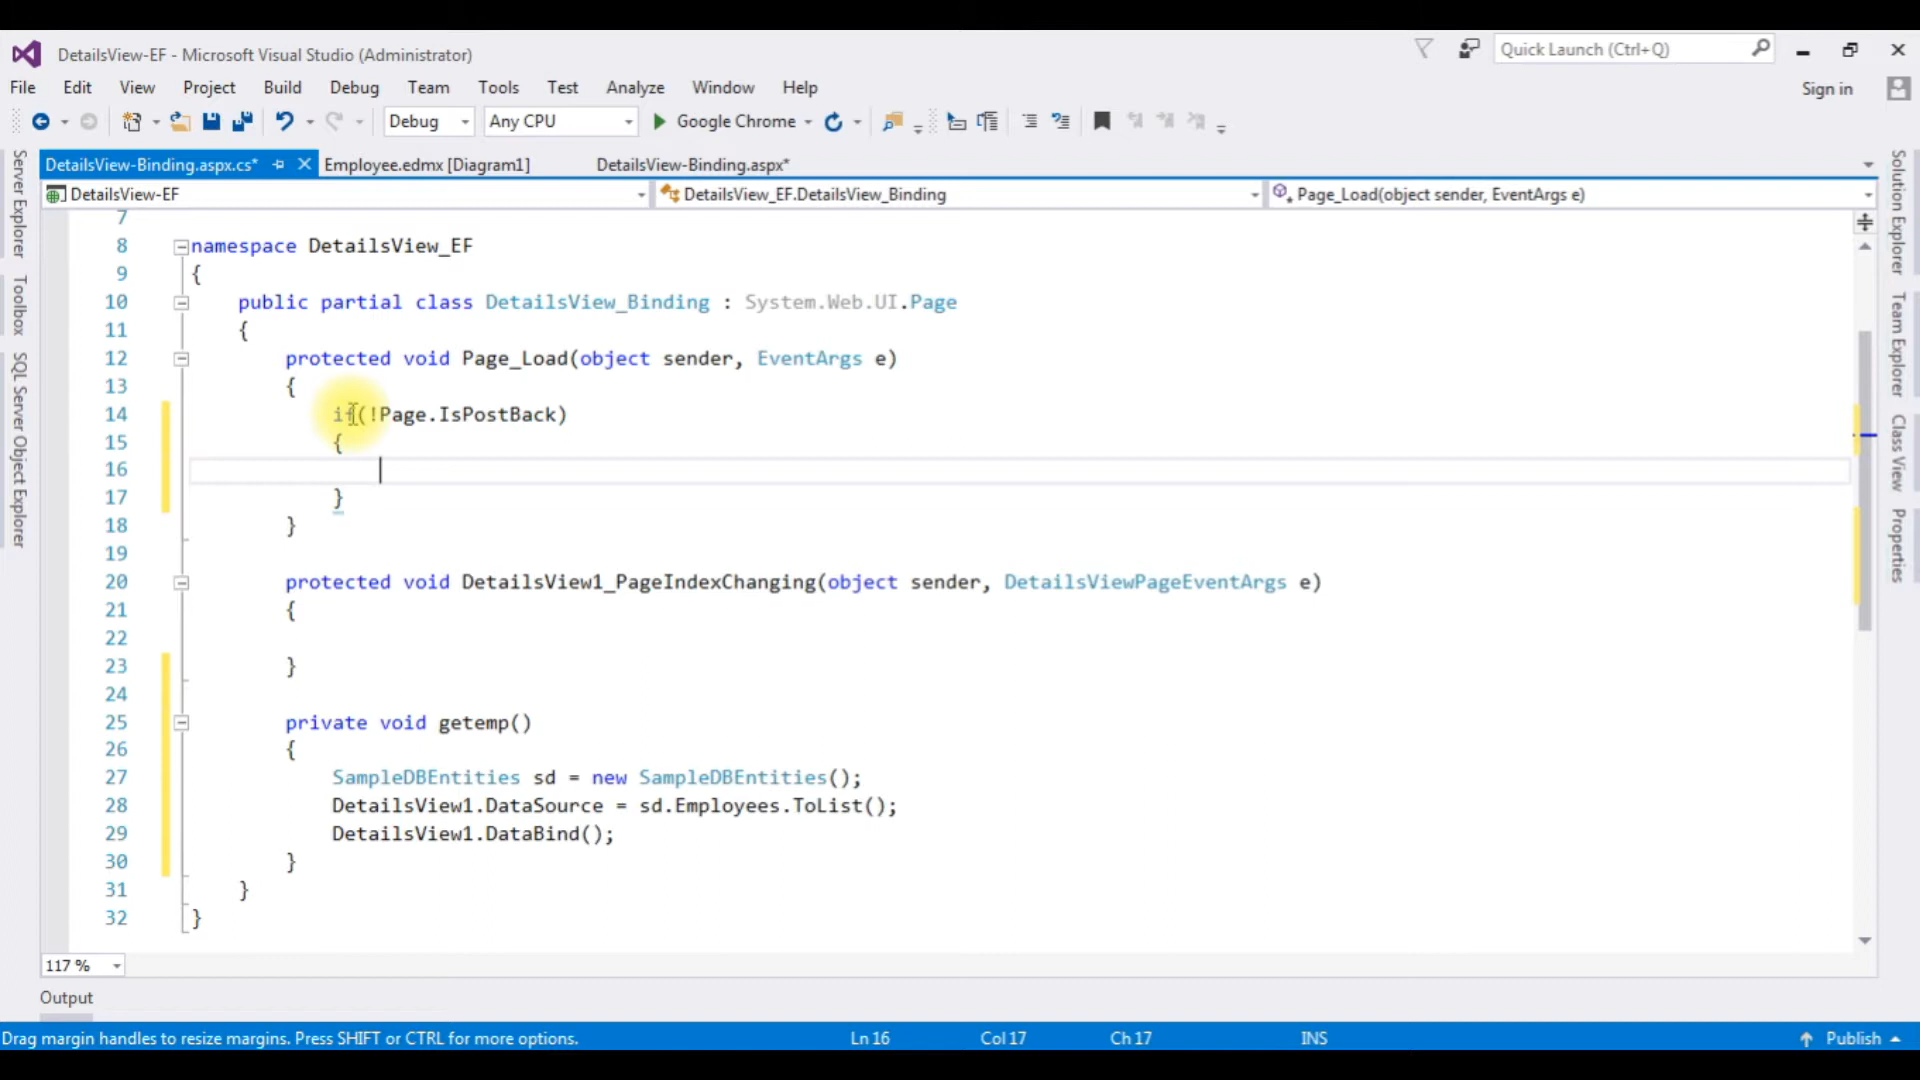 DetailsView-EF - Microsoft Visual Studio (Administrator)
Quick Launch (Ctrl+Q)
File Edit View Project Build Debug Team Tools Test Analyze Window Help
Sign in
Debug Any CPU Google Chrome
DetailsView-Binding.aspx.cs* Employee.edmx [Diagram1] DetailsView-Binding.aspx*
DetailsView-EF DetailsView_EF.DetailsView_Binding Page_Load(object sender, EventArgs e)
Server Explorer
Toolbox
SQL Server Object Explorer
7
8 namespace DetailsView_EF
9 {
10 public partial class DetailsView_Binding : System.Web.UI.Page
11 {
12 protected void Page_Load(object sender, EventArgs e)
13 {
14 if(!Page.IsPostBack)
15 {
16
17 }
18 }
19
20 protected void DetailsView1_PageIndexChanging(object sender, DetailsViewPageEventArgs e)
21 {
22
23 }
24
25 private void getemp()
26 {
27 SampleDBEntities sd = new SampleDBEntities();
28 DetailsView1.DataSource = sd.Employees.ToList();
29 DetailsView1.DataBind();
30 }
31 }
32 }
Solution Explorer
Team Explorer
Class View
Properties
117 %
Output
Drag margin handles to resize margins. Press SHIFT or CTRL for more options. Ln 16 Col 17 Ch 17 INS Publish